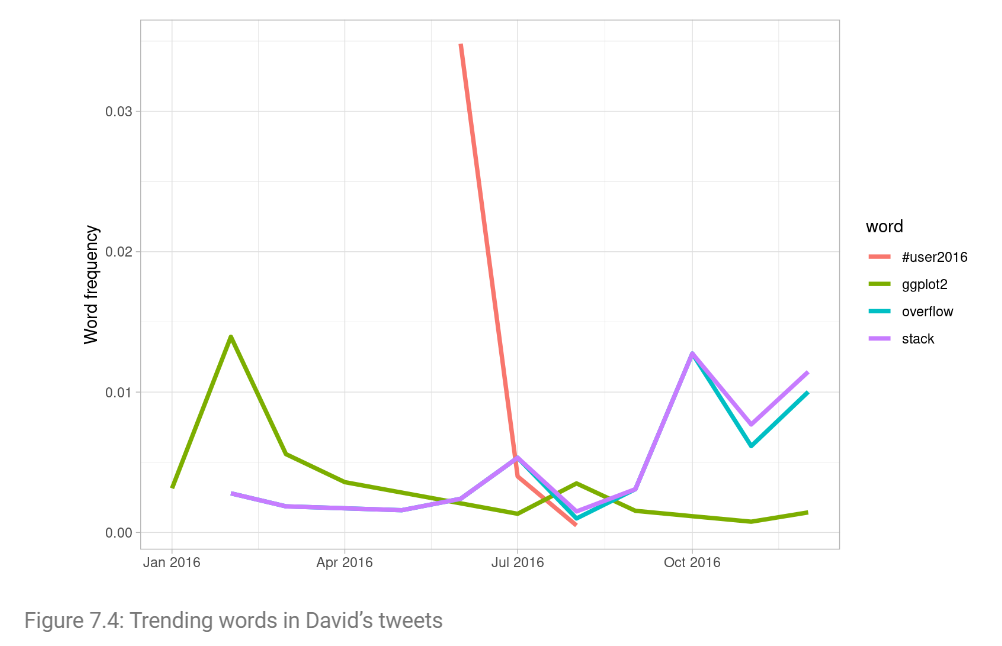 0.03
0.02
0.01
0.00
Word frequency
Jan 2016
Apr 2016
Jul 2016
Oct 2016
word
#user2016
ggplot2
overflow
stack
Figure 7.4: Trending words in David’s tweets